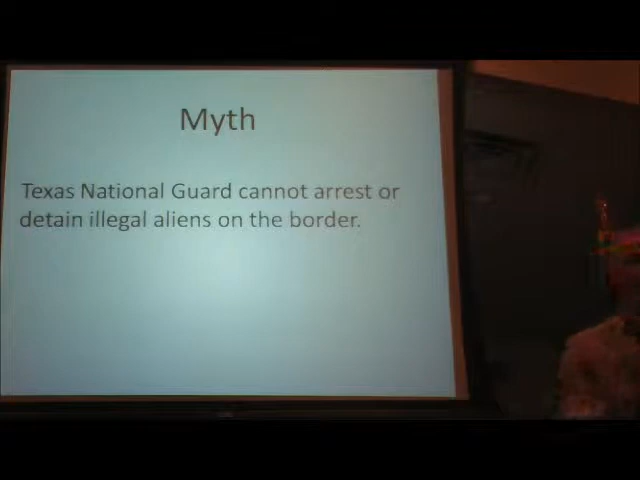 Myth
Texas National Guard cannot arrest or
detain illegal aliens on the border.